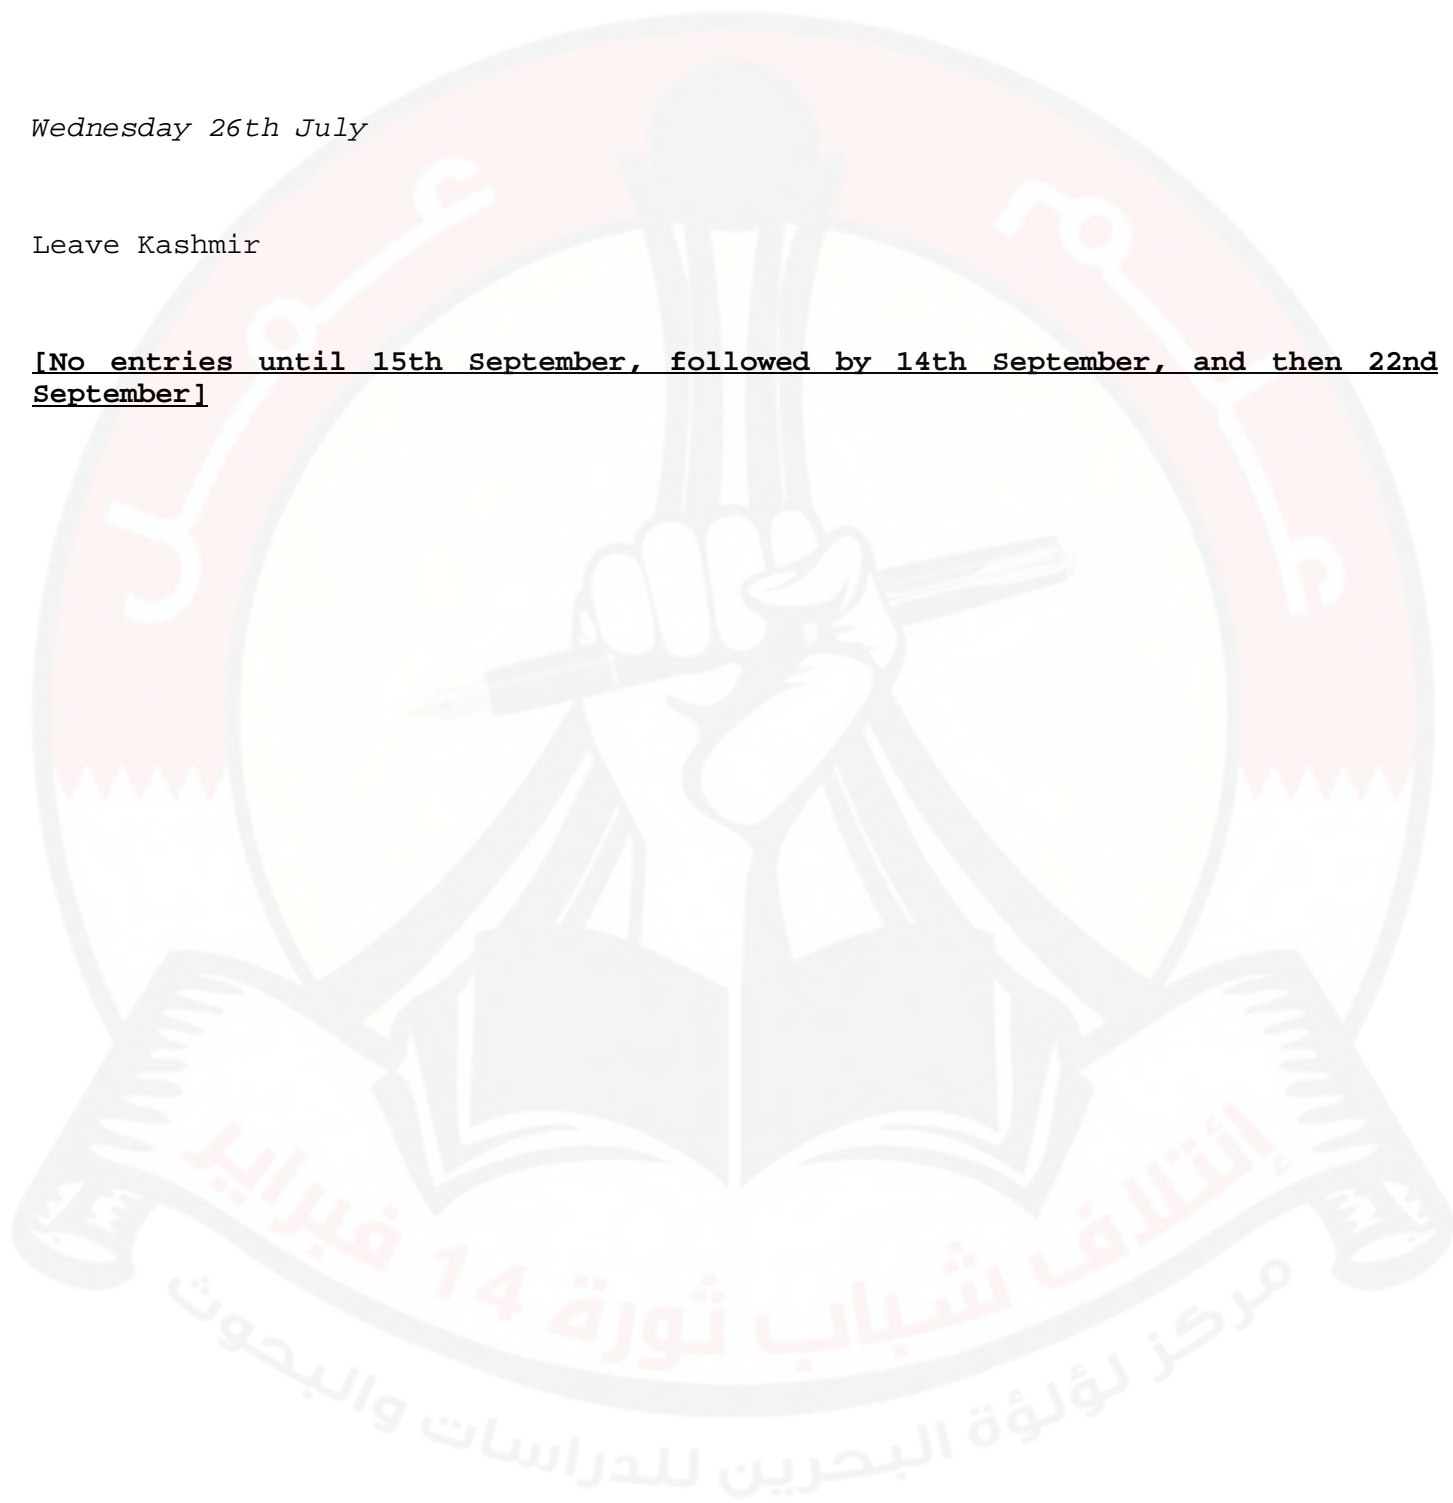 Wednesday 26th July
Leave Kashmir
[No entries until 15th September, followed by 14th September, and then 22nd
September]
إئتلاف شباب ثورة 14 فبراير
مركز لؤلؤة البحرين للدراسات والبحوث